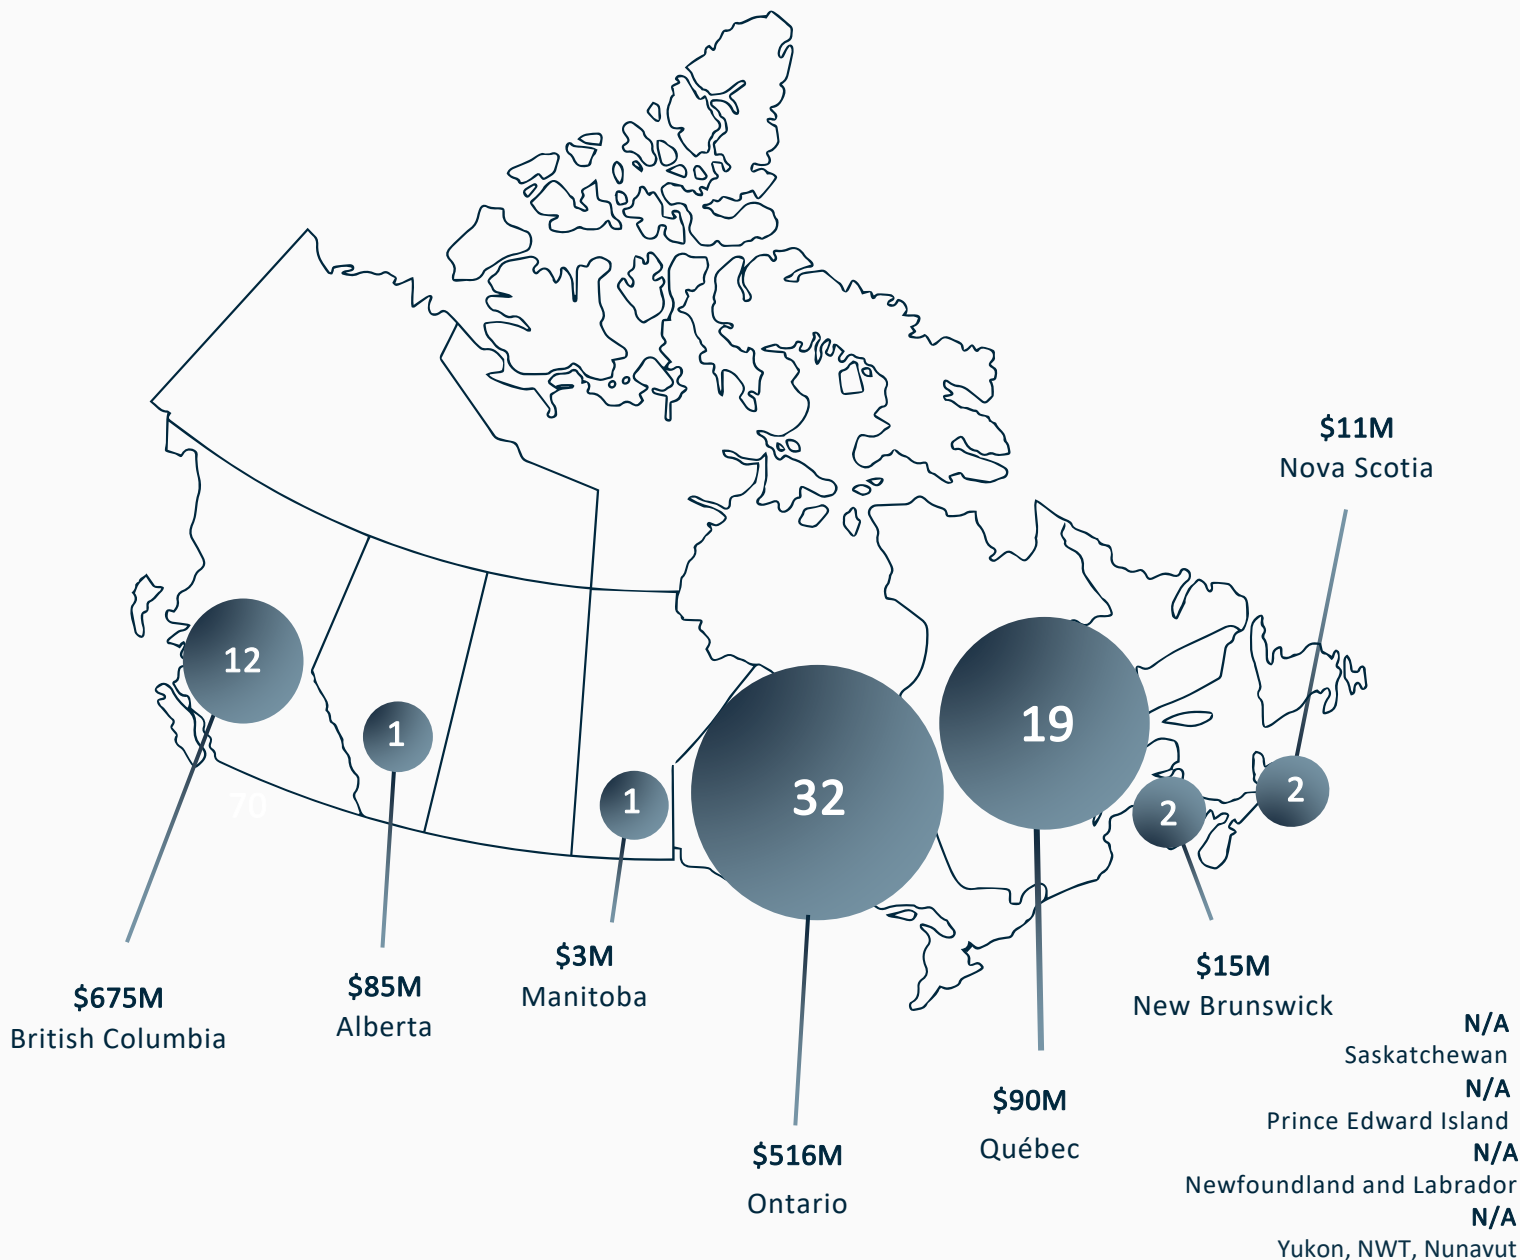 $11M
Nova Scotia
12
1
1
32
19
2
2
70
$675M
British Columbia
$85M
Alberta
$3M
Manitoba
$516M
Ontario
$90M
Québec
$15M
New Brunswick
N/A
Saskatchewan
N/A
Prince Edward Island
N/A
Newfoundland and Labrador
N/A
Yukon, NWT, Nunavut